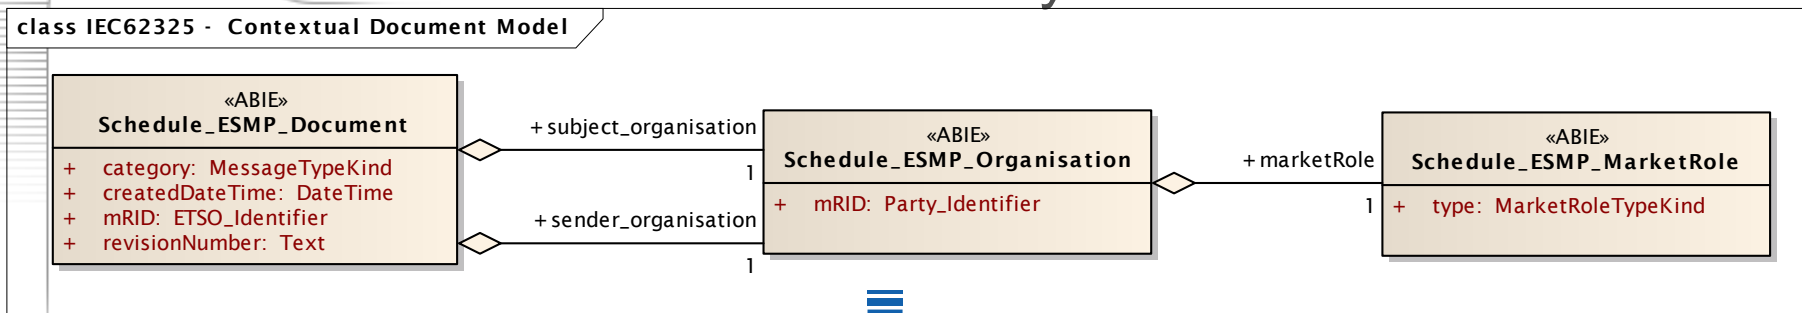 class IEC62325 - Contextual Document Model
«ABIE»
Schedule_ESMP_Document
+ category: MessageTypeKind
+ createdDateTime: DateTime
+ mRID: ETSO_Identifier
+ revisionNumber: Text
+subject_organisation
1
+sender_organisation
1
«ABIE»
Schedule_ESMP_Organisation
+ mRID: Party_Identifier
+marketRole
1
«ABIE»
Schedule_ESMP_MarketRole
+ type: MarketRoleTypeKind